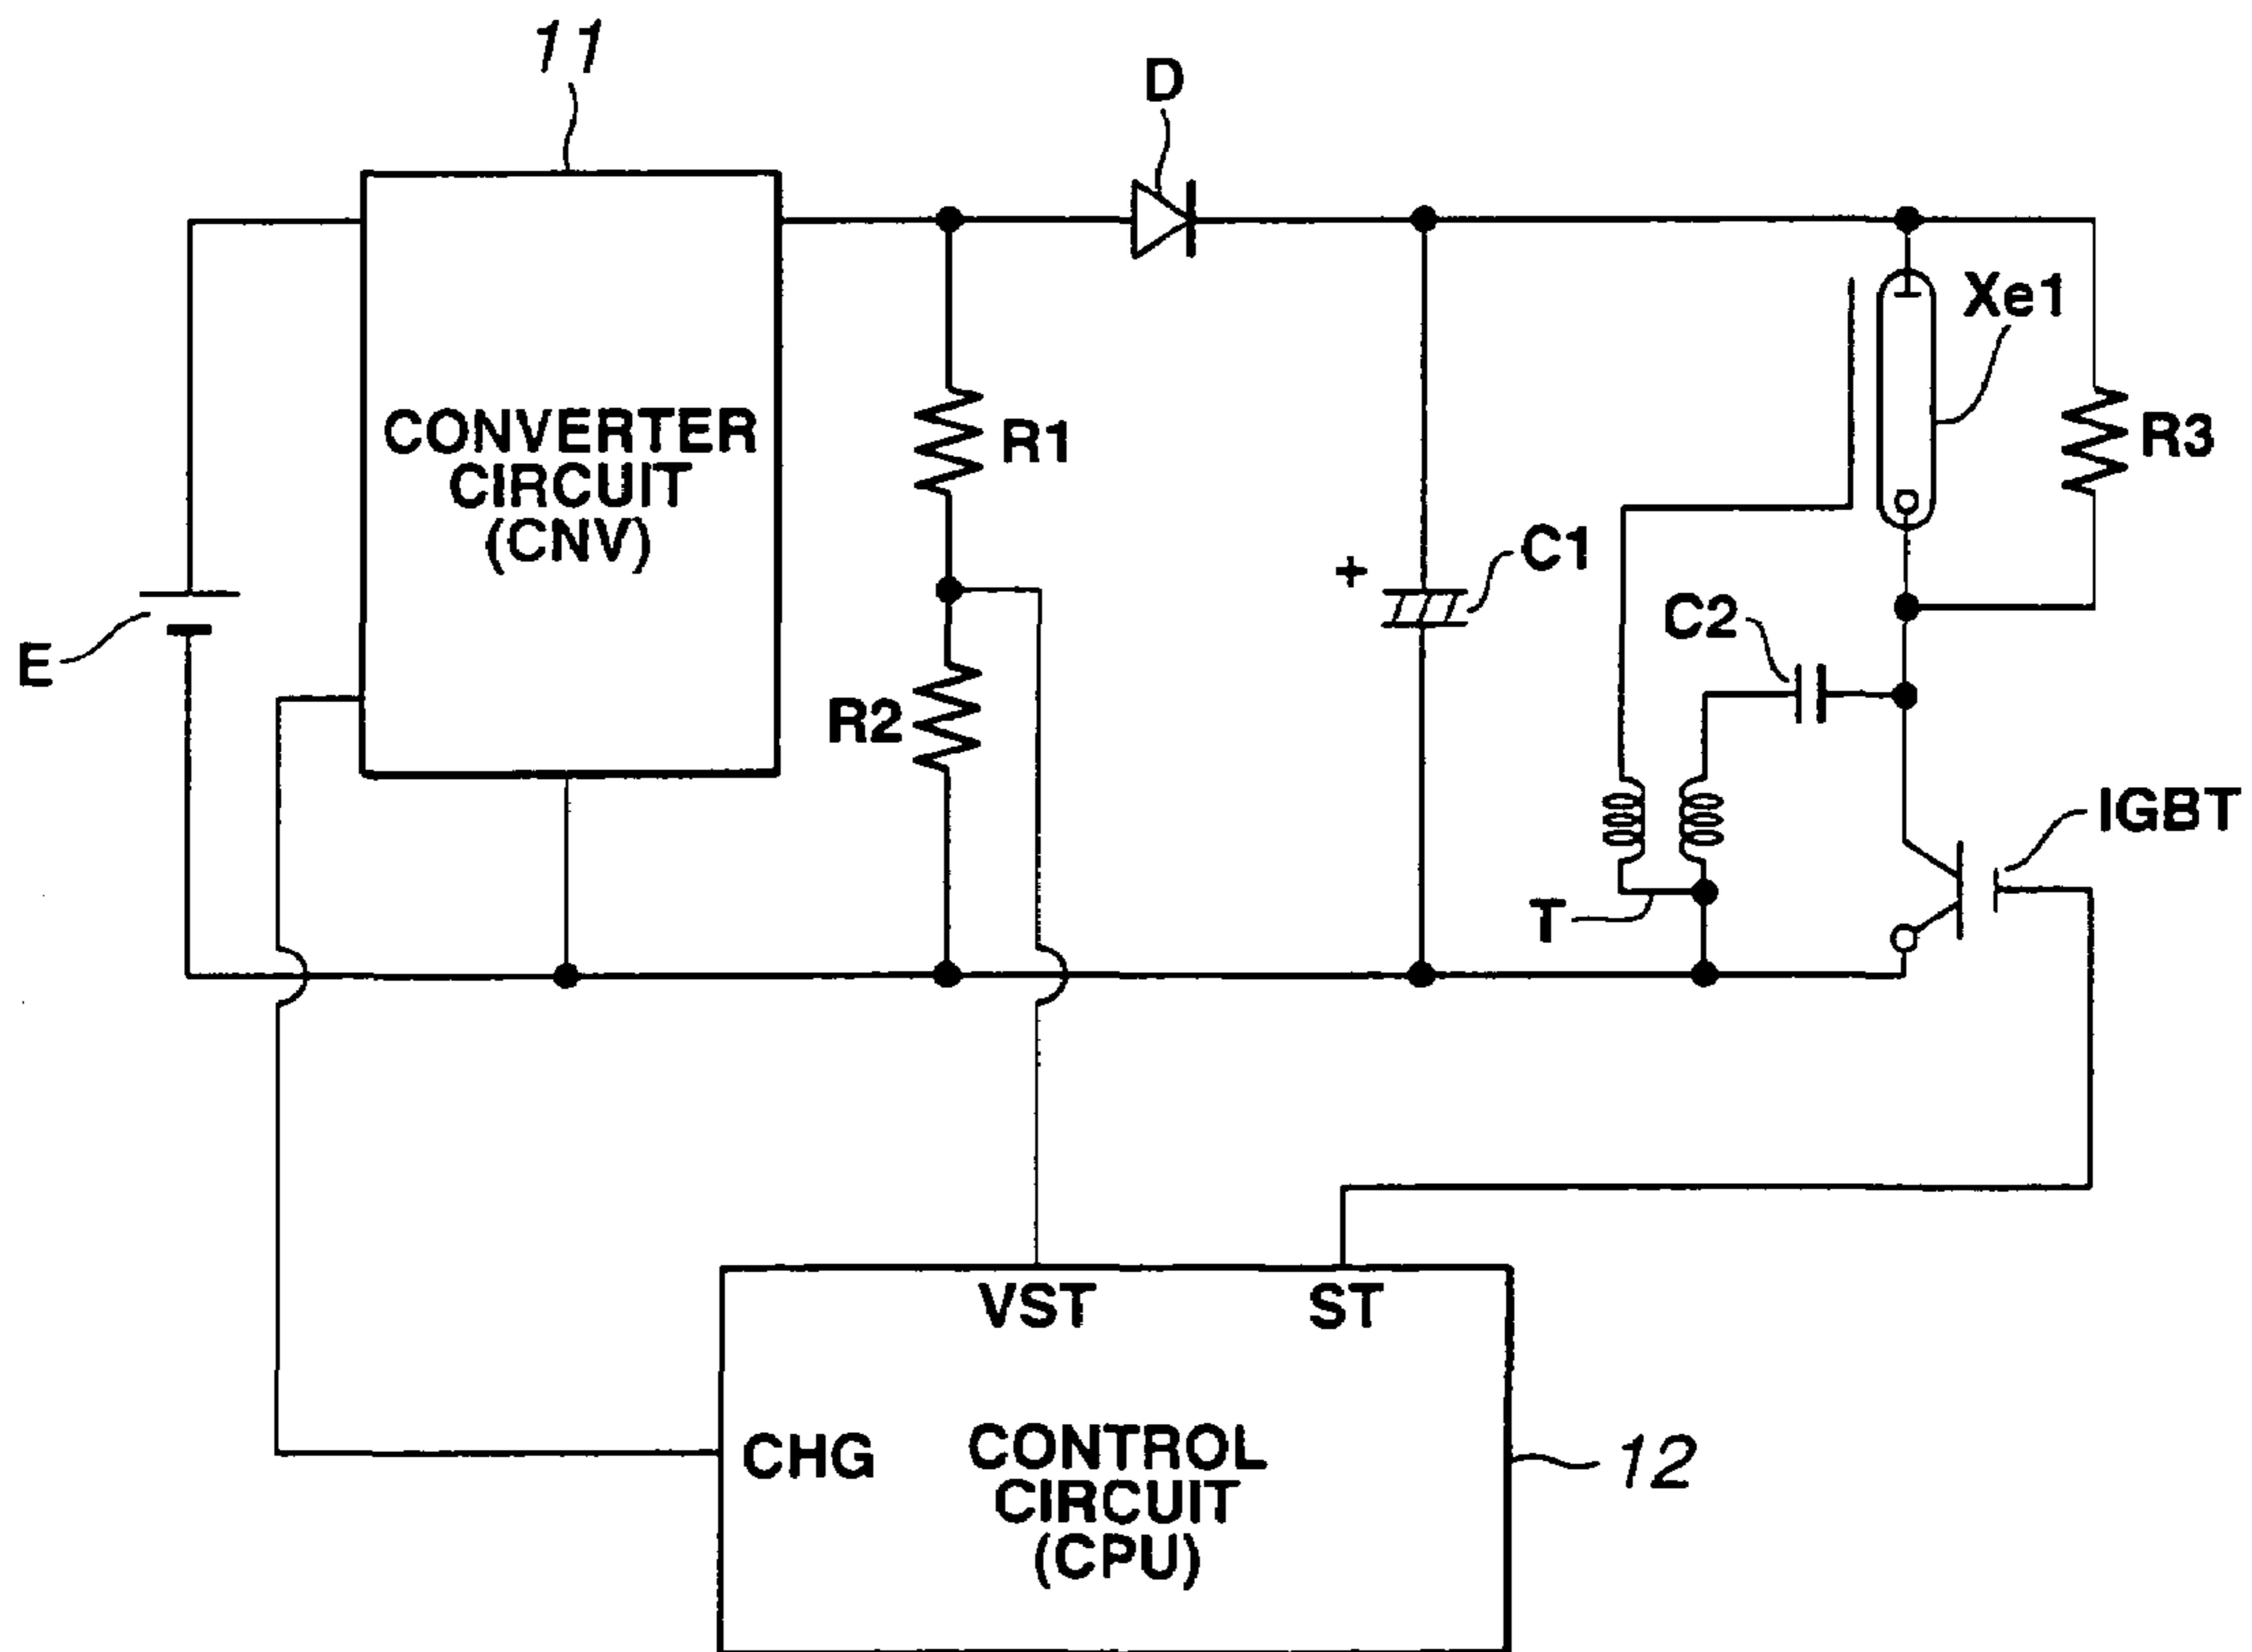 11
D
CONVERTER
CIRCUIT
(CNV)
R1
Xe1
R3
+
C1
E
R2
C2
IGBT
T
VST
ST
CHG
CONTROL
CIRCUIT
(CPU)
12